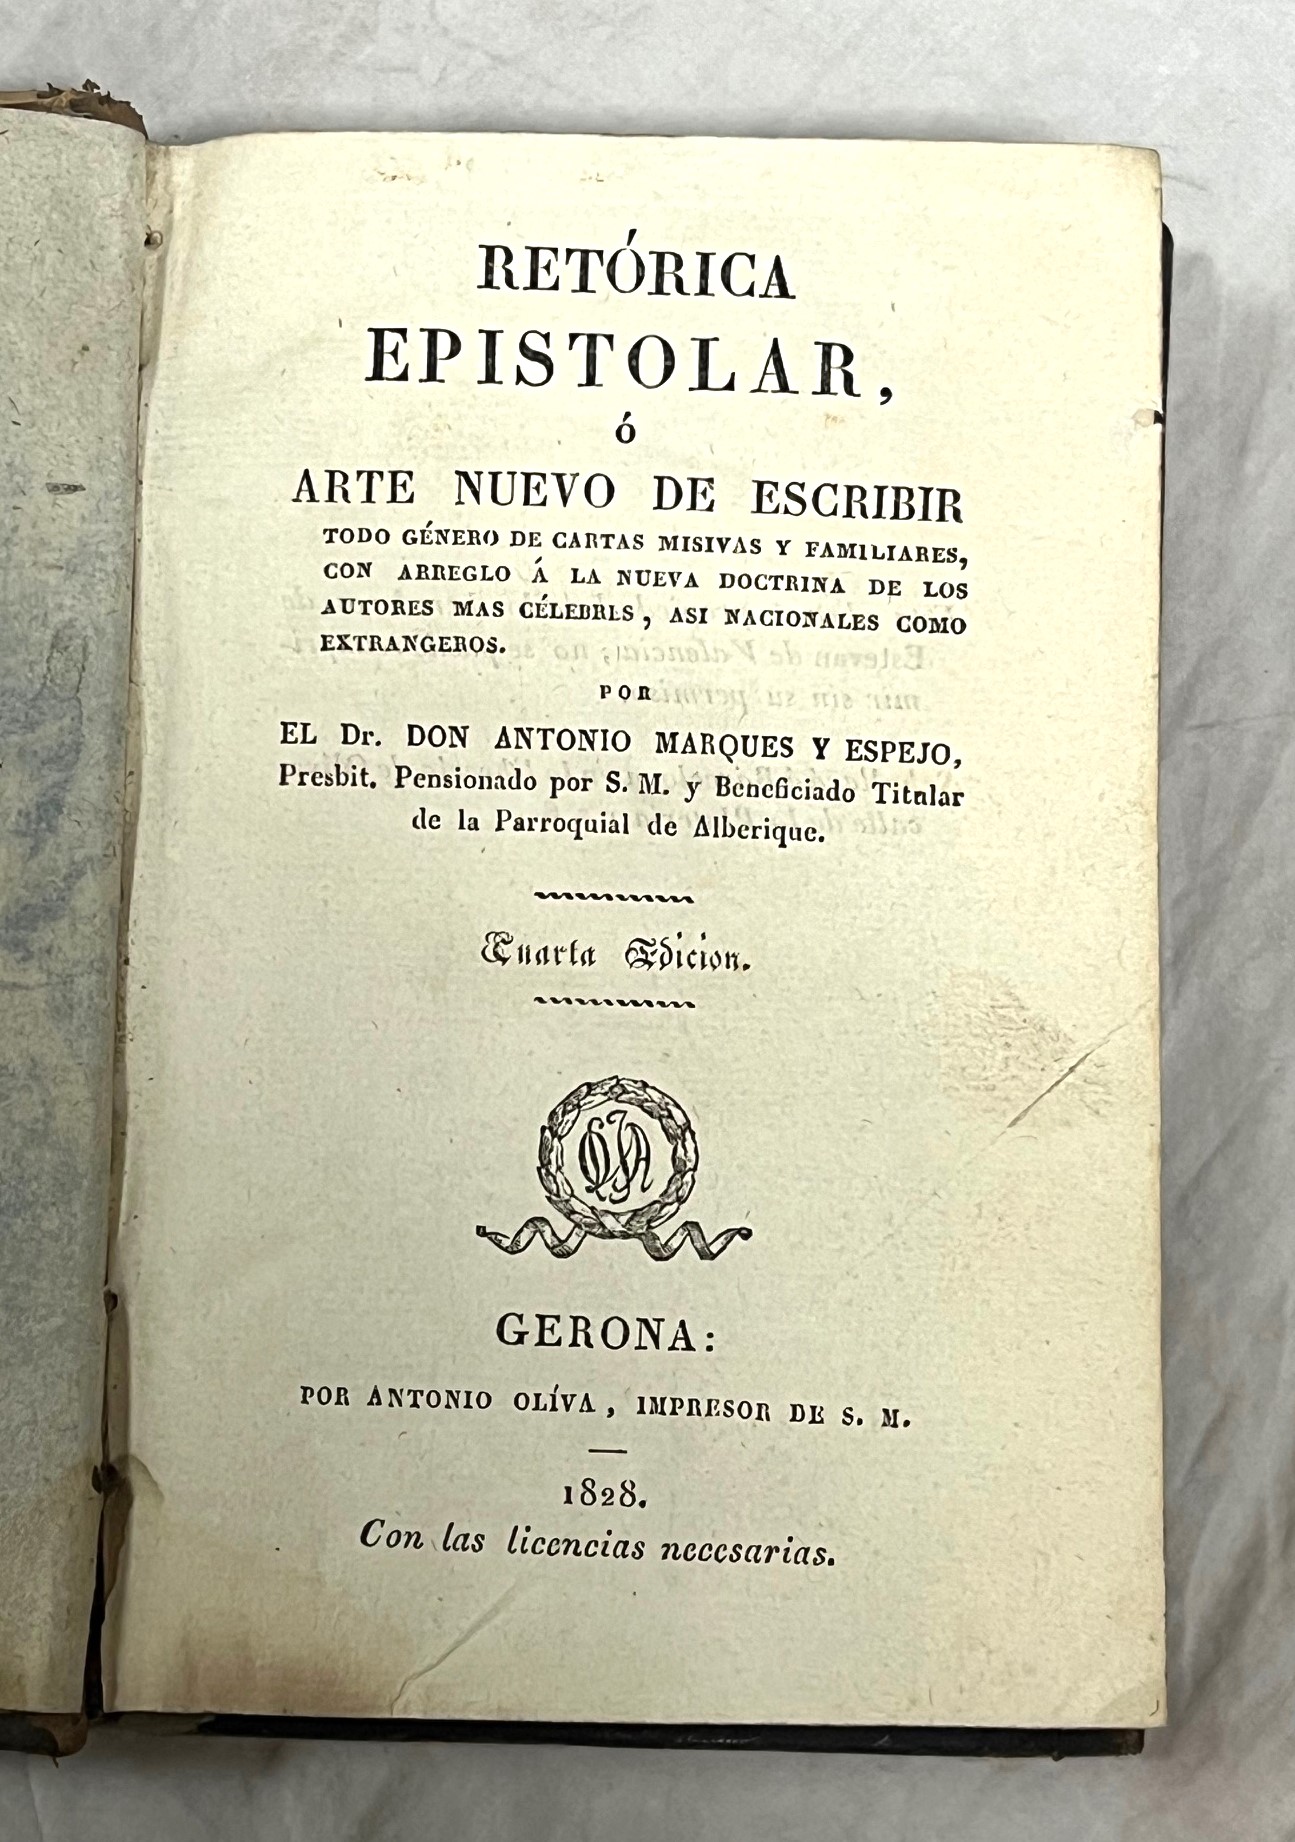 RETÓRICA
EPISTOLAR,
ó
ARTE NUEVO DE ESCRIBIR
TODO GÉNERO DE CARTAS MISIVAS Y FAMILIARES,
CON ARREGLO Á LA NUEVA DOCTRINA DE LOS
AUTORES MAS CÉLEBRES, ASI NACIONALES COMO
EXTRANGEROS.
POR
EL Dr. DON ANTONIO MARQUES Y ESPEJO,
Presbit. Pensionado por S. M. y Beneficiado Titular
de la Parroquial de Alberique.
Cuarta Edicion.
GERONA:
POR ANTONIO OLÍVA, IMPRESOR DE S. M.
1828.
Con las licencias necesarias.